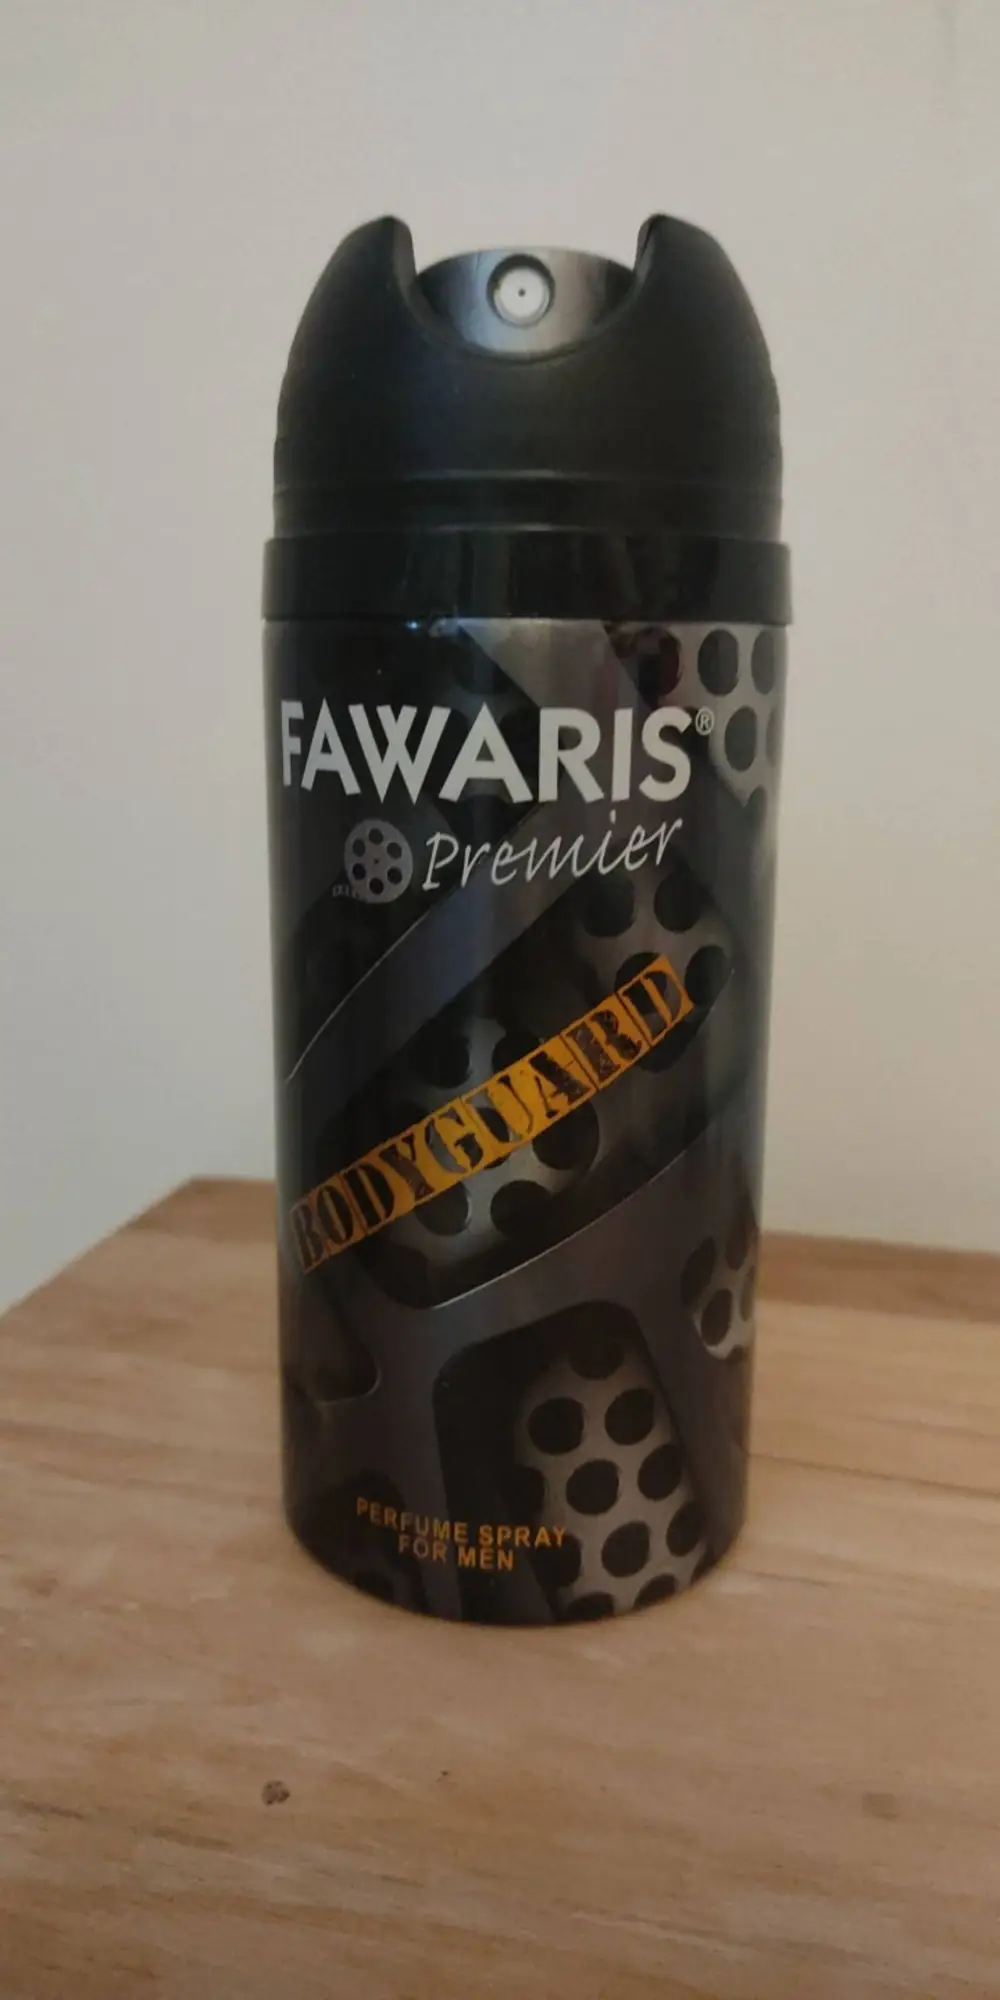 FAWARIS®
Premier
BODYGUARD
PERFUME SPRAY
FOR MEN